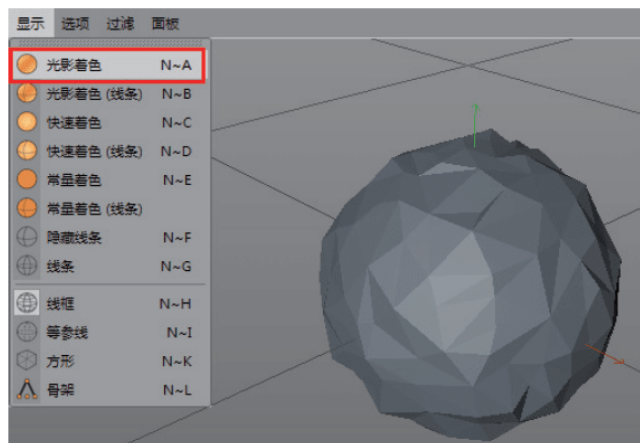 显示 选项 过滤 面板
光影着色 N~A
光影着色 (线条) N~B
快速着色 N~C
快速着色 (线条) N~D
常量着色 N~E
常量着色 (线条)
隐藏线条 N~F
线条 N~G
线框 N~H
等参线 N~I
方形 N~K
骨架 N~L